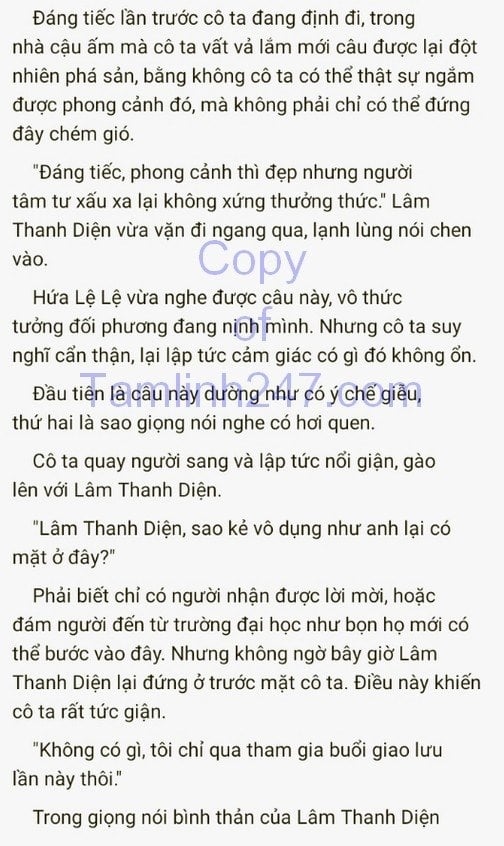 Đáng tiếc lần trước cô ta đang định đi, trong
nhà cậu ấm mà cô ta vất vả lắm mới câu được lại đột
nhiên phá sản, bằng không cô ta có thể thật sự ngắm
được phong cảnh đó, mà không phải chỉ có thể đứng
đây chém gió.
"Đáng tiếc, phong cảnh thì đẹp nhưng người
tâm tư xấu xa lại không xứng thưởng thức." Lâm
Thanh Diện vừa vặn đi ngang qua, lạnh lùng nói chen
vào.
Copy
Hứa Lệ Lệ vừa nghe được câu này, vô thức
tưởng đối phương đang nịnh mình. Nhưng cô ta suy
of
nghĩ cẩn thận, lại lập tức cảm giác có gì đó không ổn.
Đầu tiên là câu này dường như có ý chế giễu,
Tamlinh247.com
thứ hai là sao giọng nói nghe có hơi quen.
Cô ta quay người sang và lập tức nổi giận, gào
lên với Lâm Thanh Diện.
"Lâm Thanh Diện, sao kẻ vô dụng như anh lại có
mặt ở đây?"
Phải biết chỉ có người nhận được lời mời, hoặc
đám người đến từ trường đại học như bọn họ mới có
thể bước vào đây. Nhưng không ngờ bây giờ Lâm
Thanh Diện lại đứng ở trước mặt cô ta. Điều này khiến
cô ta rất tức giận.
"Không có gì, tôi chỉ qua tham gia buổi giao lưu
lần này thôi."
Trong giọng nói bình thản của Lâm Thanh Diện